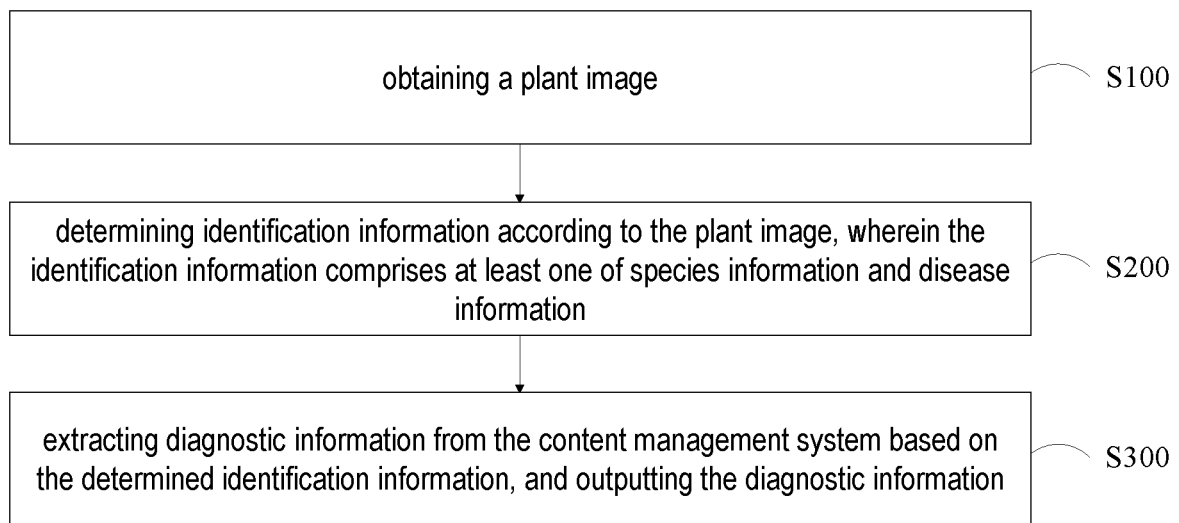 obtaining a plant image
S100
determining identification information according to the plant image, wherein the
identification information comprises at least one of species information and disease
information
S200
extracting diagnostic information from the content management system based on
the determined identification information, and outputting the diagnostic information
S300